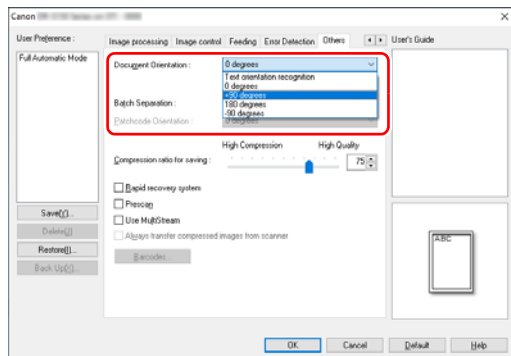 Canon
User Preference :
Full Automatic Mode
Save(Y)...
Delete(J)
Restore(I)...
Image processing Image control Feeding Error Detection Others
Document Orientation : 0 degrees
Text orientation recognition
0 degrees
+90 degrees
180 degrees
-90 degrees
Batch Separation :
Patchcode Orientation : 0 degrees
High Compression High Quality
Compression ratio for saving : 75
Rapid recovery system
Prescan
Use MultiStream
Always transfer compressed images from scanner
Barcodes...
User's Guide
ABC
OK Cancel Default Help